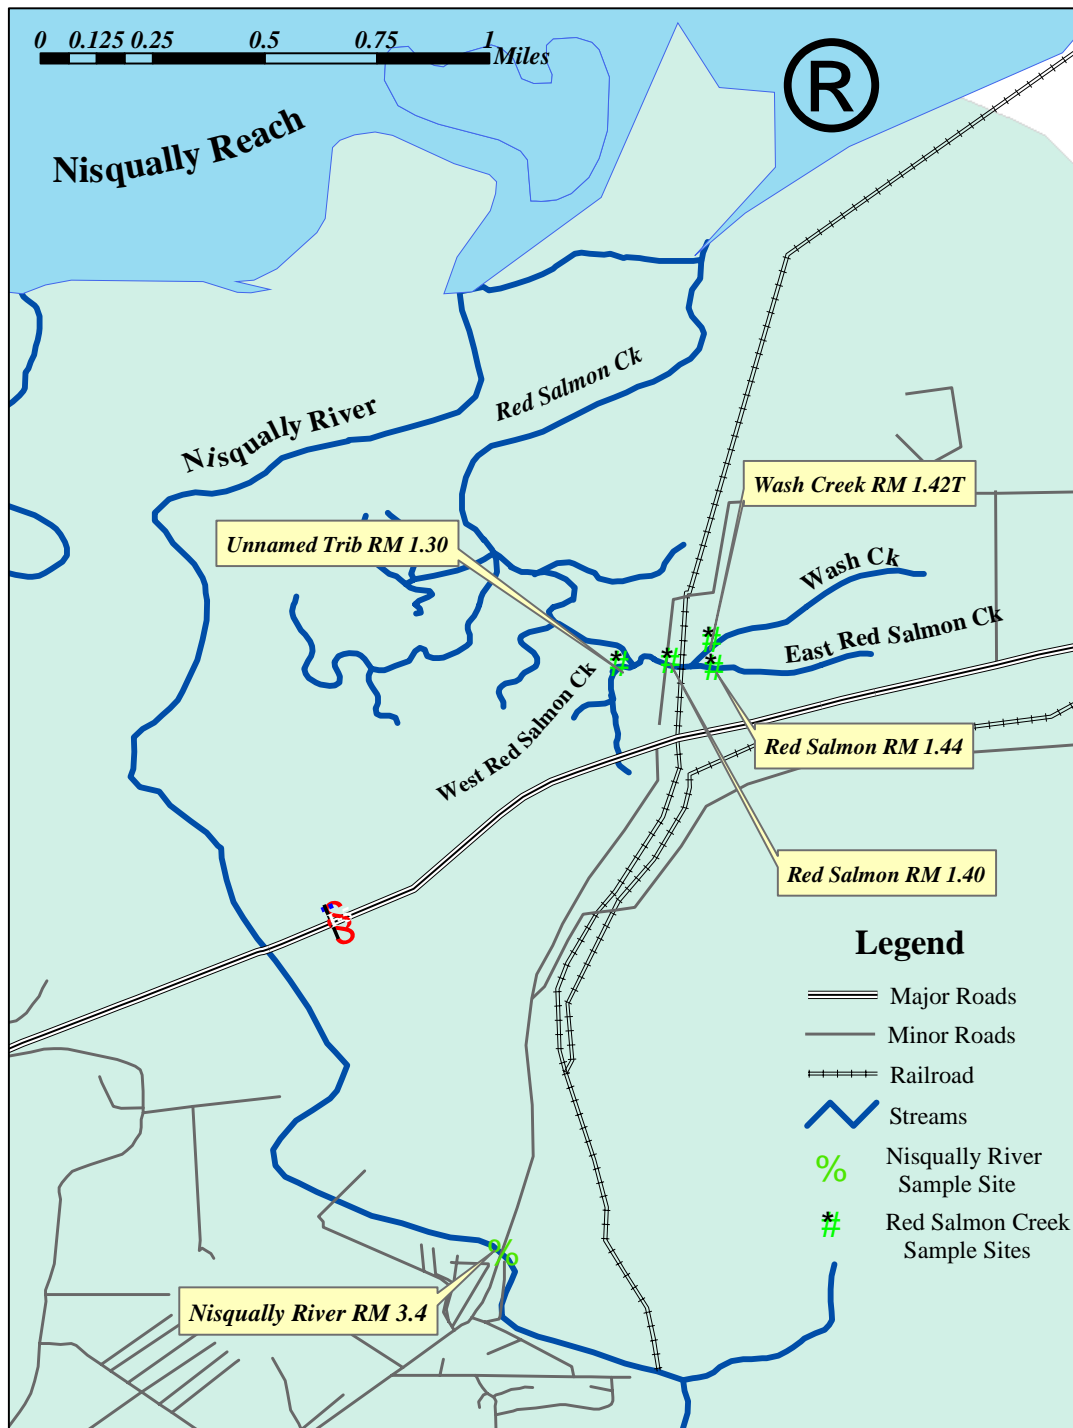 0 0.125 0.25 0.5 0.75 1
Miles
®
Nisqually Reach
Red Salmon Ck
Nisqually River
Wash Creek RM 1.42T
Unnamed Trib RM 1.30
Wash Ck
East Red Salmon Ck
West Red Salmon Ck
Red Salmon RM 1.44
Red Salmon RM 1.40
Legend
Major Roads
Minor Roads
Railroad
Streams
% Nisqually River
Sample Site
*# Red Salmon Creek
Sample Sites
Nisqually River RM 3.4